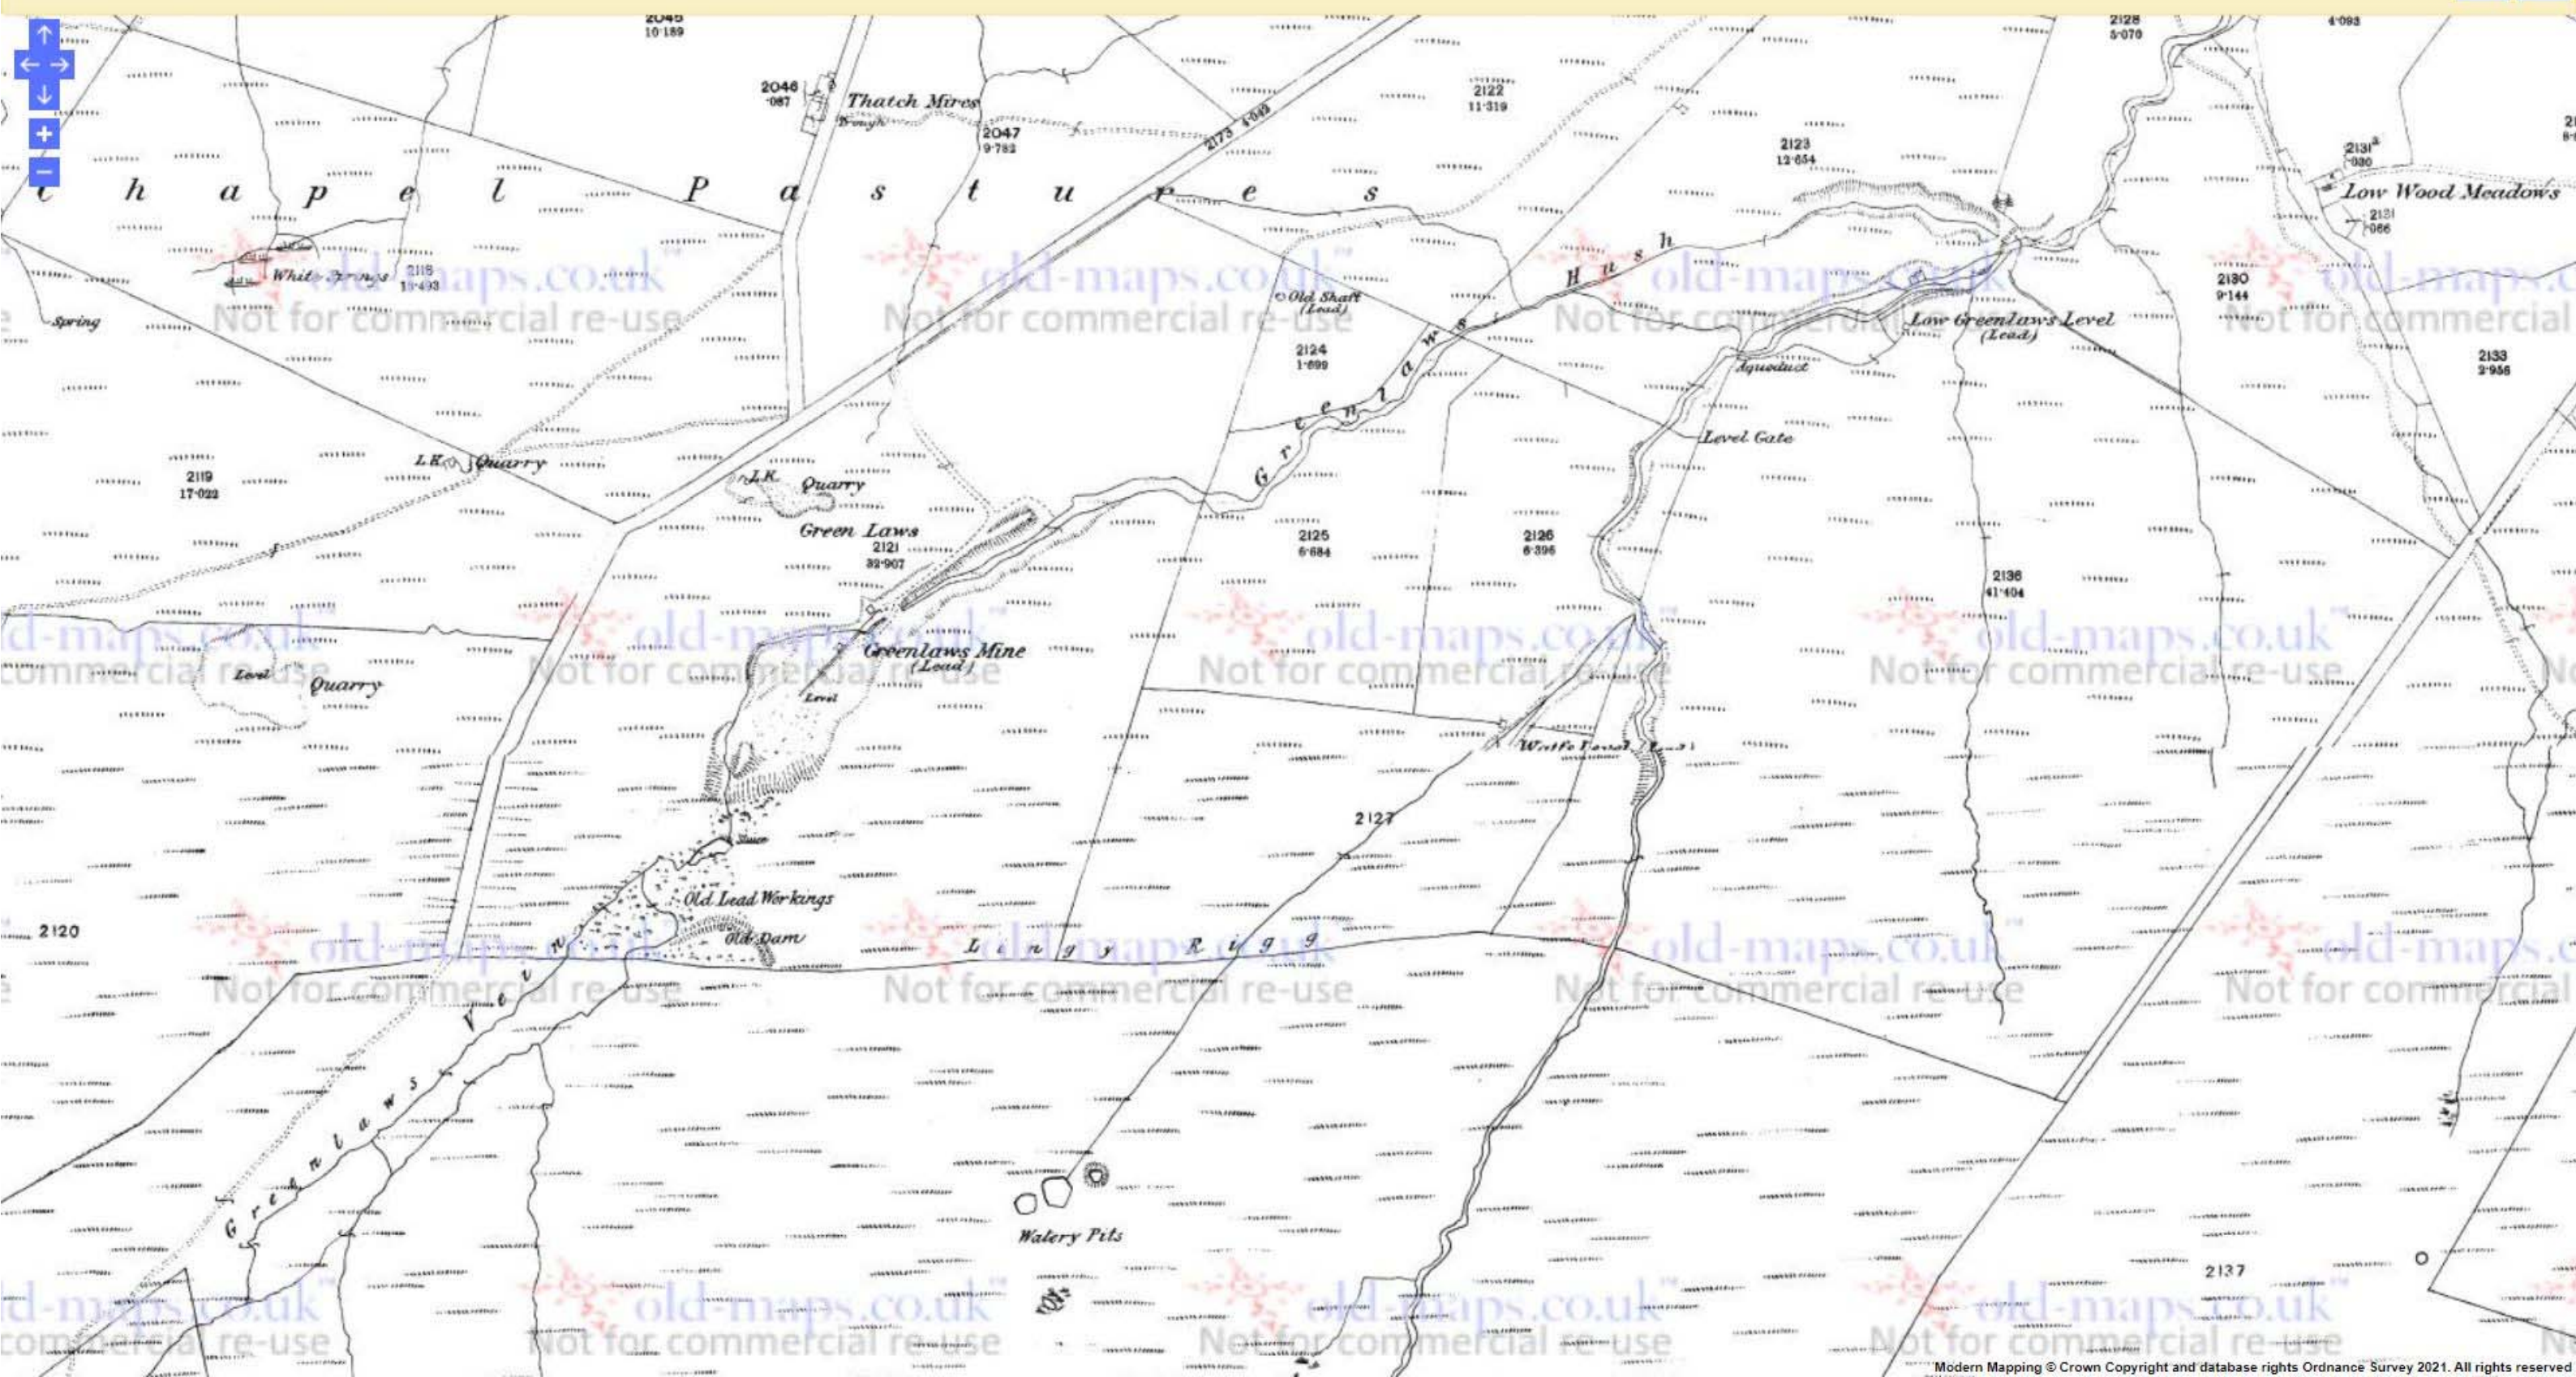 2045
10·189
2128
5·070
4·093
2046
·087
Thatch Mires
Trough
2047
9·782
2173 4·042
2122
11·319
2123
12·654
2131ª
·030
Low Wood Meadows
2131
·066
Chapel Pastures
White Springs
2118
Spring
Old Shaft
(Lead)
2124
1·699
Greenlaws Hush
Low Greenlaws Level
(Lead)
Aqueduct
2130
9·144
2133
2·956
Level Gate
L.K.
Quarry
2119
17·022
L.K.
Quarry
Green Laws
2121
32·907
2125
6·684
2126
6·396
2136
41·404
Greenlaws Mine
(Lead)
Level
Level
Quarry
2127
Old Lead Workings
Old Dam
2120
Lingy Rigg
Greenlaws Vein
Watery Pits
2137
old-maps.co.uk™
Not for commercial re-use
Modern Mapping © Crown Copyright and database rights Ordnance Survey 2021. All rights reserved